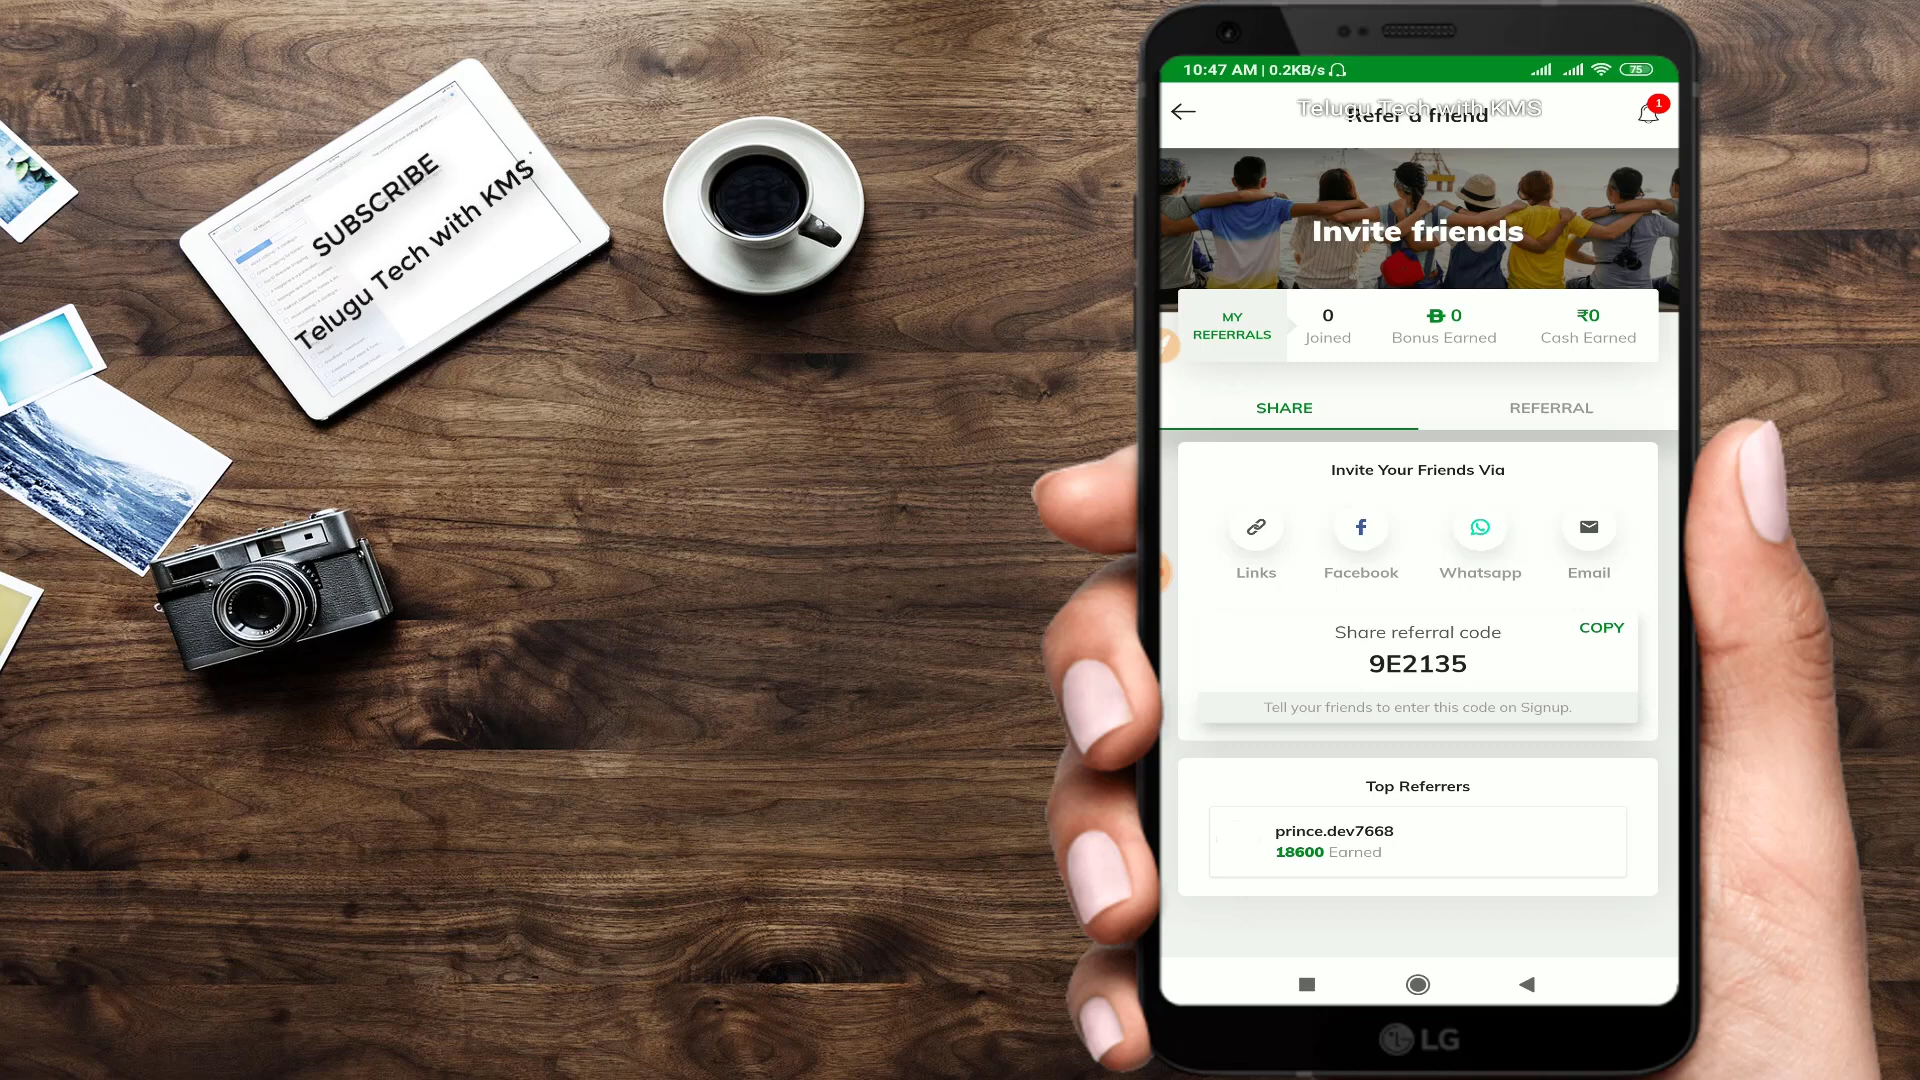 SUBSCRIBE
Telugu Tech with KMS
10:47 AM | 0.2KB/s
75
Telugu Tech with KMS
Refer a friend
1
Invite friends
MY REFERRALS
0
Joined
0
Bonus Earned
₹0
Cash Earned
SHARE
REFERRAL
Invite Your Friends Via
Links
Facebook
Whatsapp
Email
Share referral code
COPY
9E2135
Tell your friends to enter this code on Signup.
Top Referrers
prince.dev7668
18600 Earned
LG